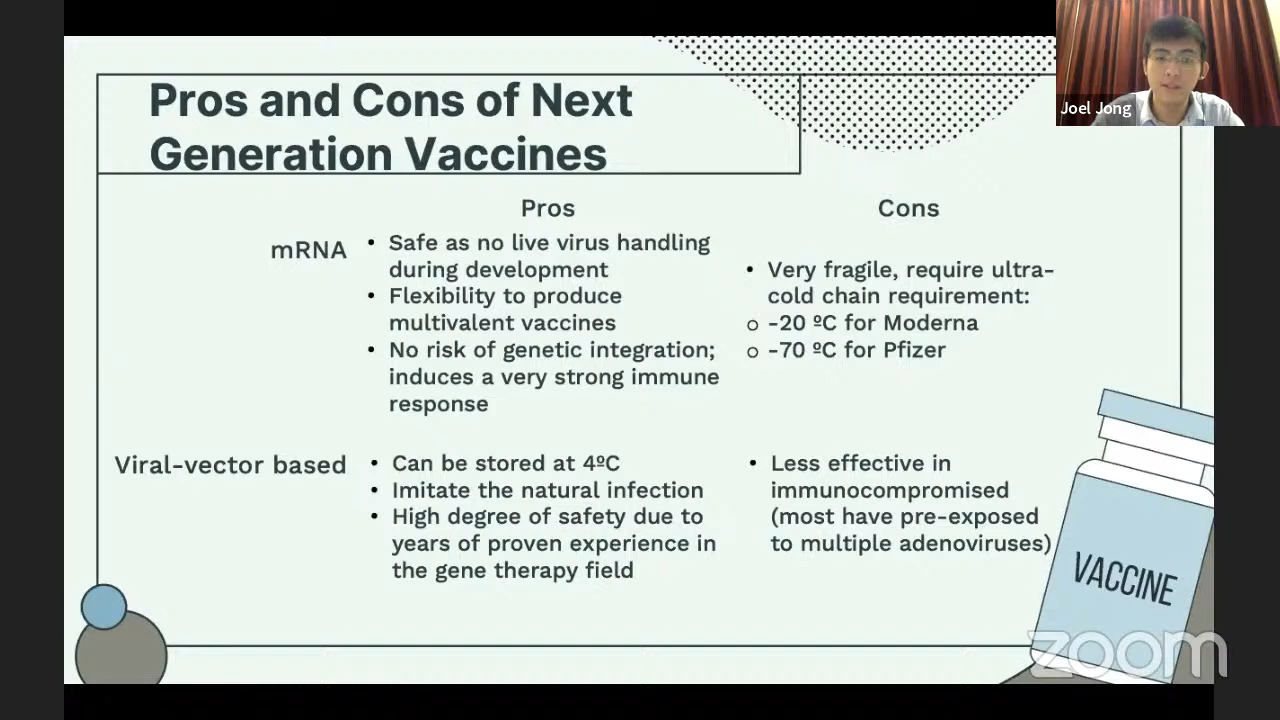 Pros and Cons of Next
Generation Vaccines
Joel Jong
Pros
Cons
mRNA
• Safe as no live virus handling
during development
• Flexibility to produce
multivalent vaccines
• No risk of genetic integration;
induces a very strong immune
response
• Very fragile, require ultra-
cold chain requirement:
o -20 ºC for Moderna
o -70 ºC for Pfizer
Viral-vector based
• Can be stored at 4ºC
• Imitate the natural infection
• High degree of safety due to
years of proven experience in
the gene therapy field
• Less effective in
immunocompromised
(most have pre-exposed
to multiple adenoviruses)
VACCINE
zoom